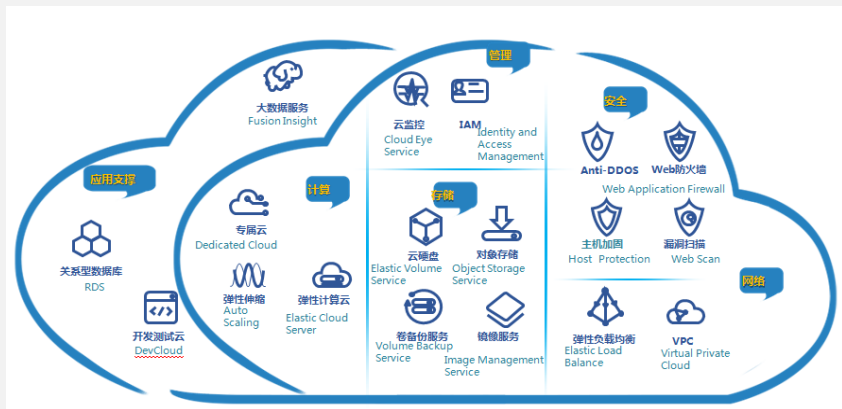 管理
大数据服务
Fusion Insight
云监控
Cloud Eye
Service
IAM
Identity and
Access
Management
安全
Anti-DDOS
Web防火墙
Web Application Firewall
主机加固
Host Protection
漏洞扫描
Web Scan
应用支撑
关系型数据库
RDS
开发测试云
DevCloud
计算
专属云
Dedicated Cloud
弹性伸缩
Auto
Scaling
弹性计算云
Elastic Cloud
Server
存储
云硬盘
Elastic Volume
Service
对象存储
Object Storage
Service
卷备份服务
Volume Backup
Service
镜像服务
Image Management
Service
网络
弹性负载均衡
Elastic Load
Balance
VPC
Virtual Private
Cloud